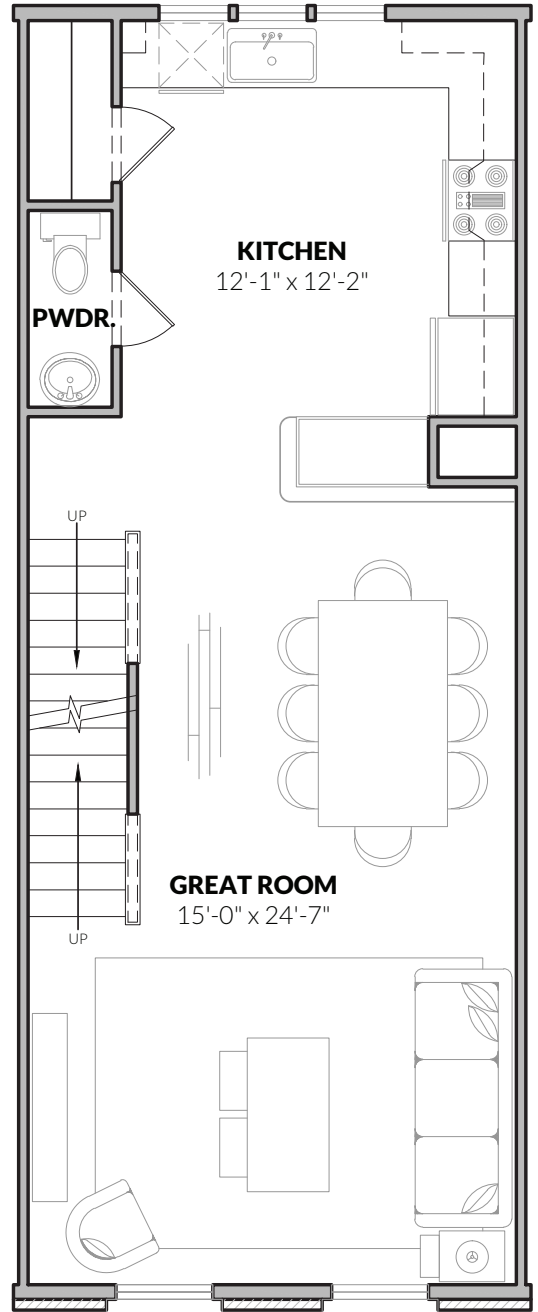 KITCHEN
12'-1" x 12'-2"
PWDR.
UP
GREAT ROOM
15'-0" x 24'-7"
UP